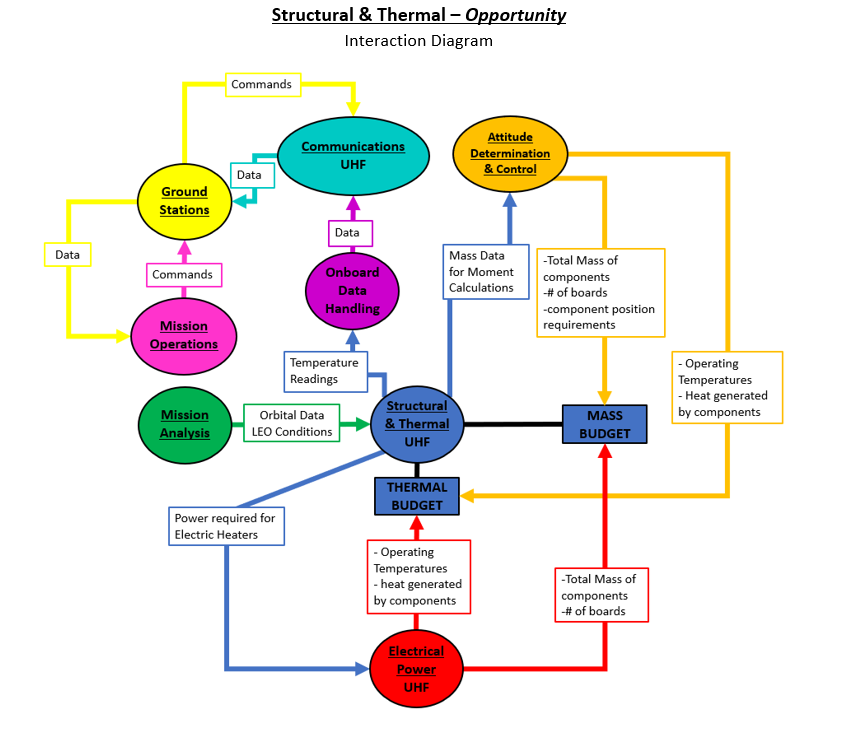 Structural & Thermal – Opportunity
Interaction Diagram
Commands
Communications
UHF
Attitude
Determination
& Control
Data
Ground
Stations
Data
Data
Mass Data
for Moment
Calculations
-Total Mass of
components
-# of boards
-component position
requirements
Commands
Onboard
Data
Handling
Mission
Operations
Temperature
Readings
- Operating
Temperatures
- Heat generated
by components
Mission
Analysis
Orbital Data
LEO Conditions
Structural
& Thermal
UHF
MASS
BUDGET
THERMAL
BUDGET
Power required for
Electric Heaters
- Operating
Temperatures
- heat generated
by components
-Total Mass of
components
-# of boards
Electrical
Power
UHF